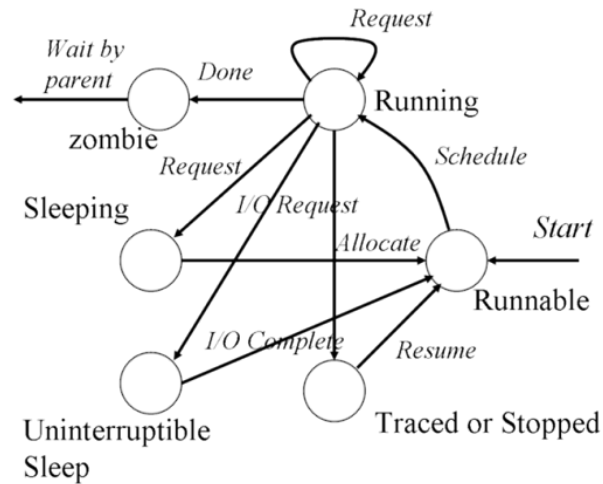 Request
Wait by
parent
Done
Running
zombie
Request
Schedule
Sleeping
I/O Request
Allocate
Start
Runnable
I/O Complete
Resume
Uninterruptible
Sleep
Traced or Stopped